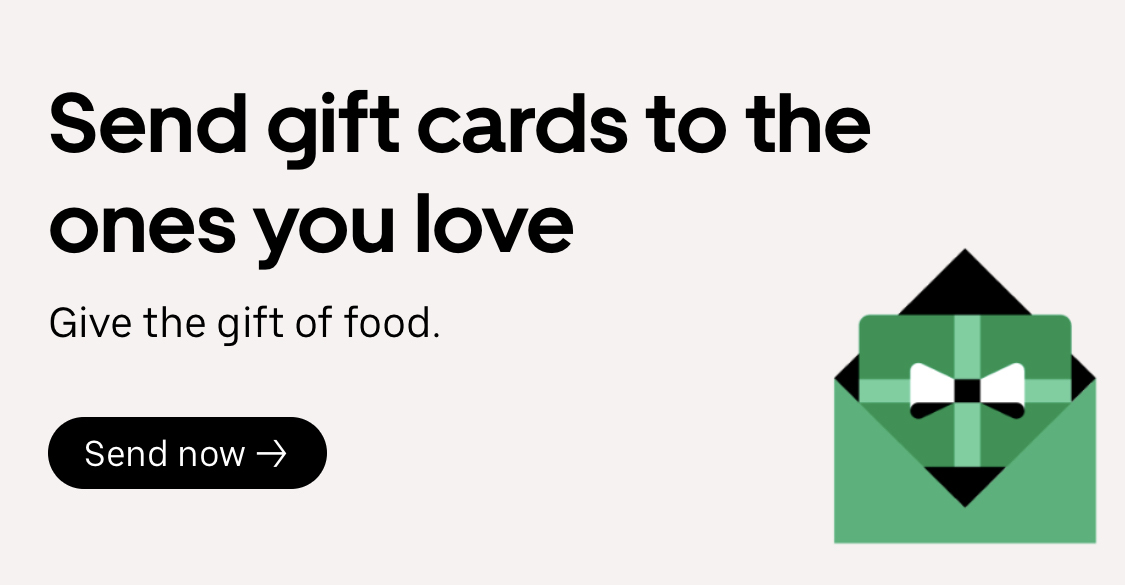 Send gift cards to the
ones you love
Give the gift of food.
Send now →